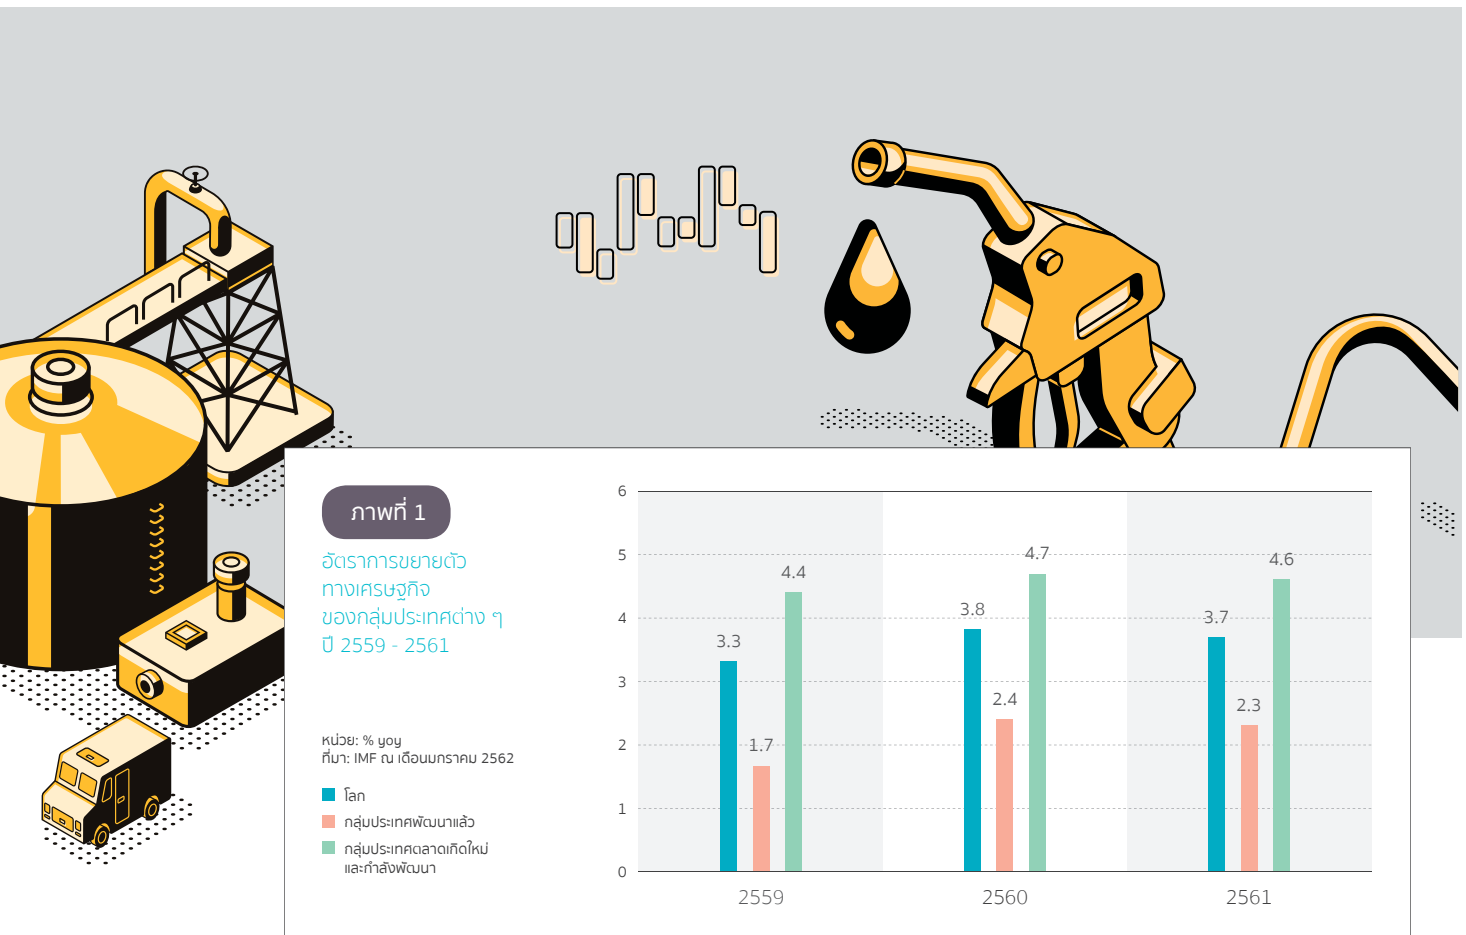 ภาพที่ 1
อัตราการขยายตัว
ทางเศรษฐกิจ
ของกลุ่มประเทศต่าง ๆ
ปี 2559 - 2561
หน่วย: % yoy
ที่มา: IMF ณ เดือนมกราคม 2562
โลก
กลุ่มประเทศพัฒนาแล้ว
กลุ่มประเทศตลาดเกิดใหม่
และกำลังพัฒนา
6
5
4
3
2
1
0
3.3
1.7
4.4
3.8
2.4
4.7
3.7
2.3
4.6
2559
2560
2561